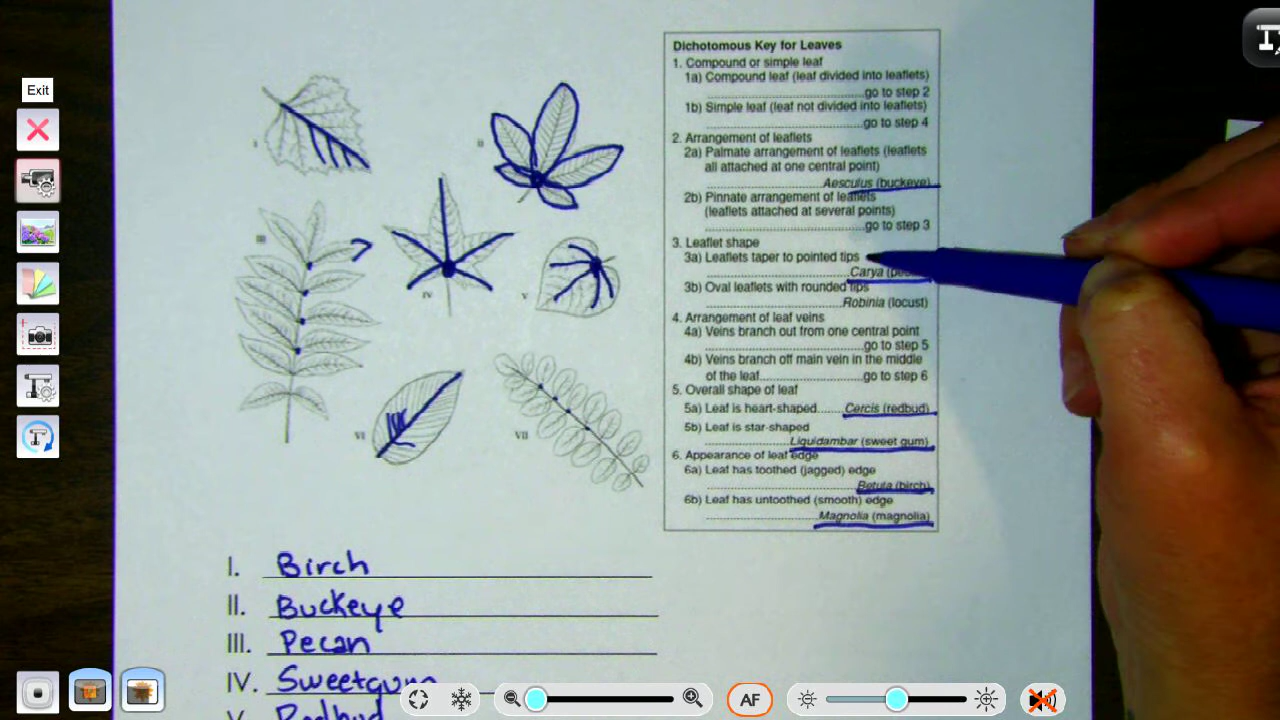 Exit
Dichotomous Key for Leaves
1. Compound or simple leaf
1a) Compound leaf (leaf divided into leaflets)
..........go to step 2
1b) Simple leaf (leaf not divided into leaflets)
..........go to step 4
2. Arrangement of leaflets
2a) Palmate arrangement of leaflets (leaflets
all attached at one central point)
..........Aesculus (buckeye)
2b) Pinnate arrangement of leaflets
(leaflets attached at several points)
..........go to step 3
3. Leaflet shape
3a) Leaflets taper to pointed tips
..........Carya
3b) Oval leaflets with rounded tips
..........Robinia (locust)
4. Arrangement of leaf veins
4a) Veins branch out from one central point
..........go to step 5
4b) Veins branch off main vein in the middle
of the leaf..........go to step 6
5. Overall shape of leaf
5a) Leaf is heart-shaped.......Cercis (redbud)
5b) Leaf is star-shaped
..........Liquidambar (sweet gum)
6. Appearance of leaf edge
6a) Leaf has toothed (jagged) edge
..........Betula (birch)
6b) Leaf has untoothed (smooth) edge
..........Magnolia (magnolia)
I
II
III
IV
V
VI
VII
I. Birch
II. Buckeye
III. Pecan
IV. Sweetgum
V. Redbud
AF